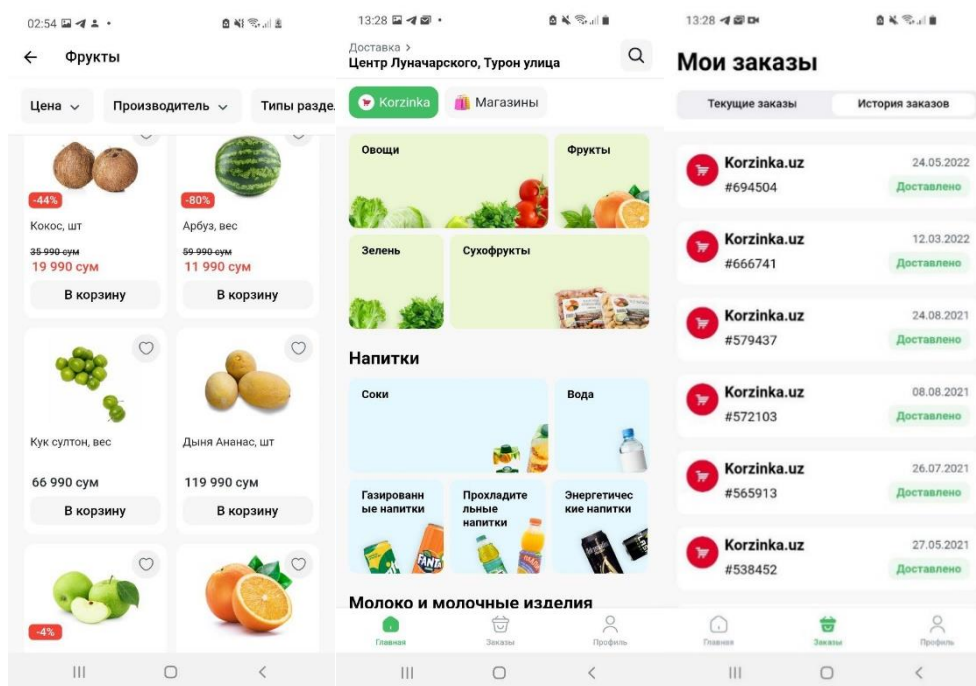 02:54
Фрукты
Цена
Производитель
Типы разде
-44%
-80%
Кокос, шт
Арбуз, вес
35 990 сум
59 990 сум
19 990 сум
11 990 сум
В корзину
В корзину
Кук султон, вес
Дыня Ананас, шт
66 990 сум
119 990 сум
В корзину
В корзину
-4%
13:28
Доставка >
Центр Луначарского, Турон улица
Korzinka
Магазины
Овощи
Фрукты
Зелень
Сухофрукты
Напитки
Соки
Вода
Газированн
ые напитки
Прохладите
льные
напитки
Энергетичес
кие напитки
FANTA
Молоко и молочные изделия
Главная
Заказы
Профиль
13:28
Мои заказы
Текущие заказы
История заказов
Korzinka.uz
24.05.2022
#694504
Доставлено
Korzinka.uz
12.03.2022
#666741
Доставлено
Korzinka.uz
24.08.2021
#579437
Доставлено
Korzinka.uz
08.08.2021
#572103
Доставлено
Korzinka.uz
26.07.2021
#565913
Доставлено
Korzinka.uz
27.05.2021
#538452
Доставлено
Главная
Заказы
Профиль